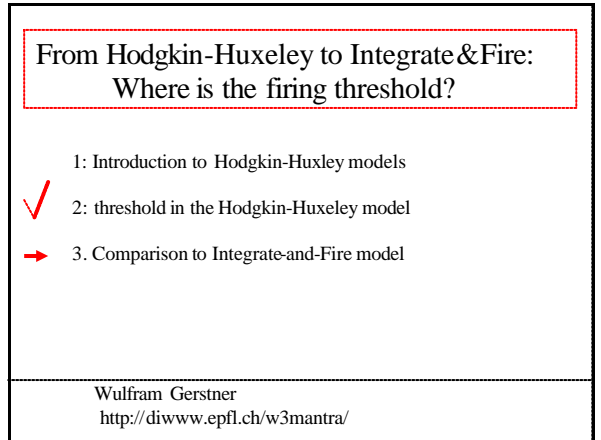 From Hodgkin-Huxeley to Integrate&Fire:
Where is the firing threshold?
1: Introduction to Hodgkin-Huxley models
2: threshold in the Hodgkin-Huxeley model
3. Comparison to Integrate-and-Fire model
Wulfram Gerstner
http://diwww.epfl.ch/w3mantra/